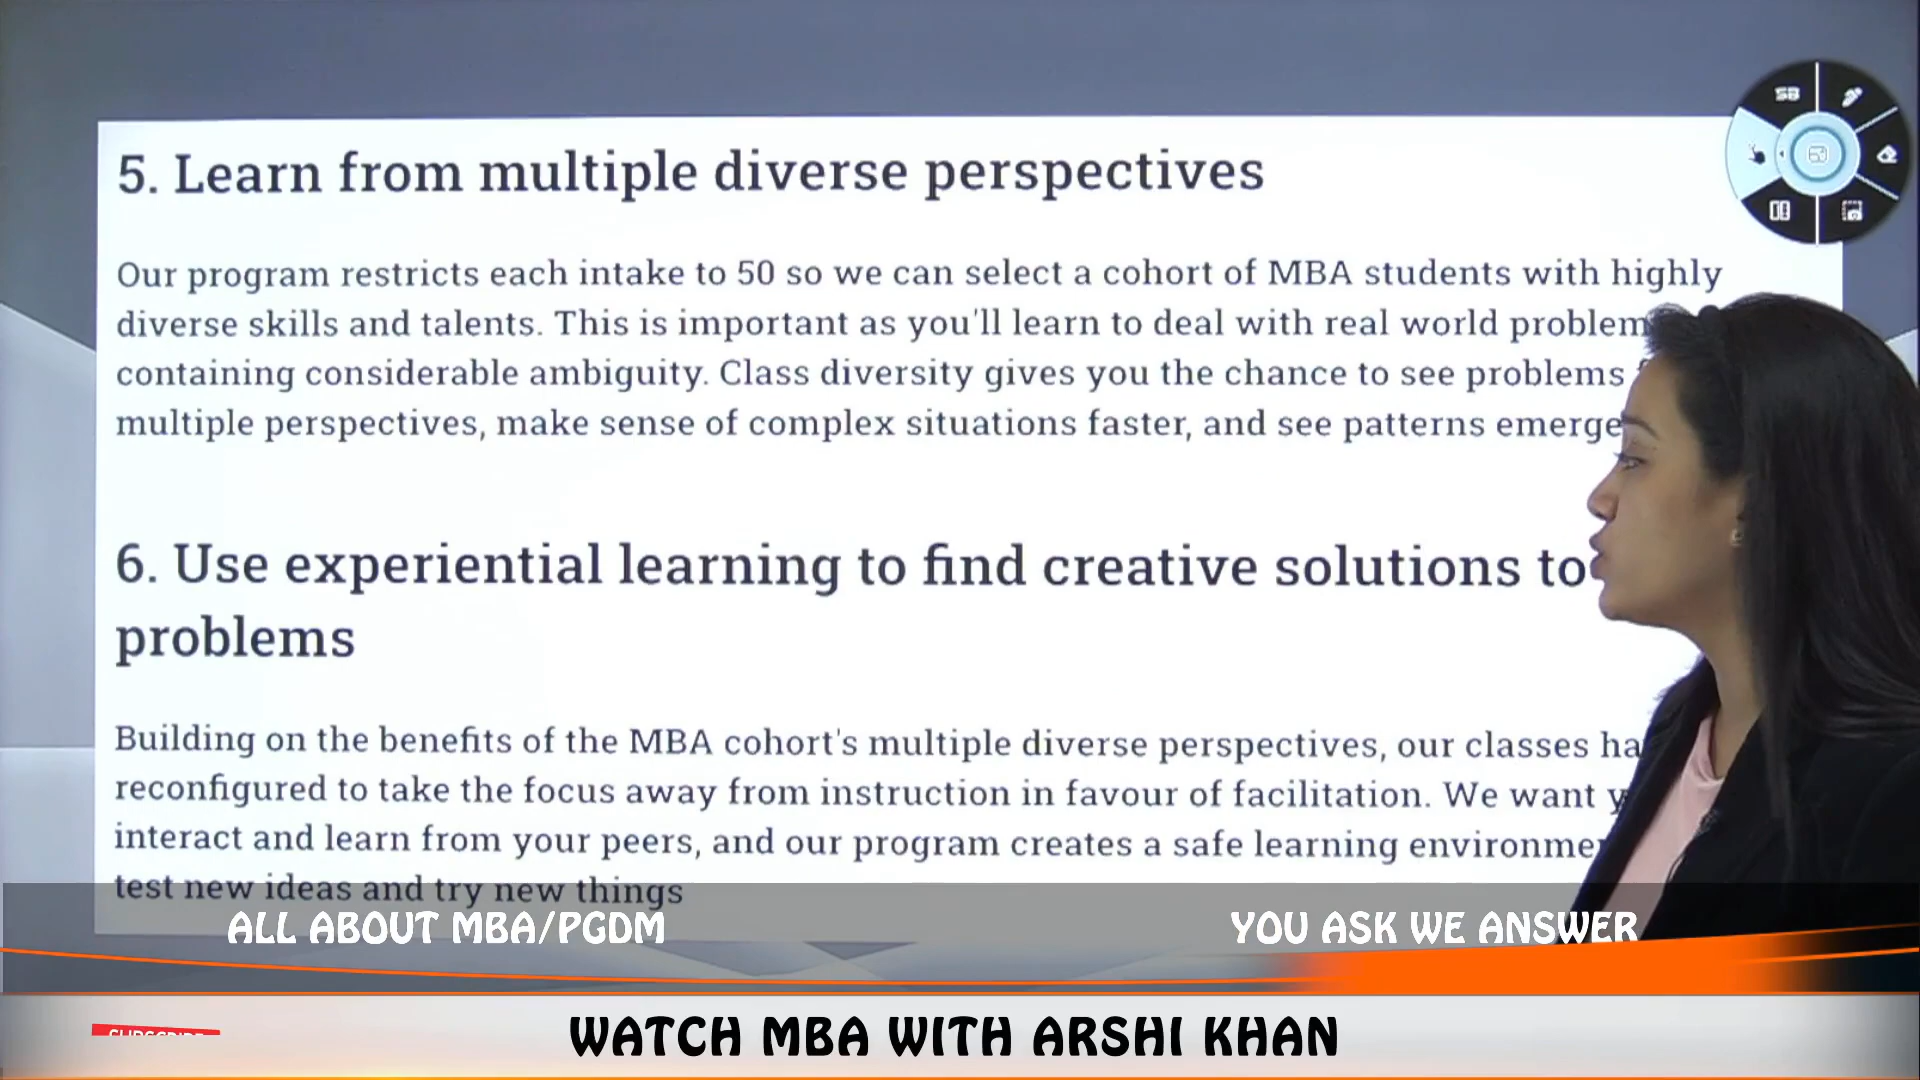 SB
5. Learn from multiple diverse perspectives
Our program restricts each intake to 50 so we can select a cohort of MBA students with highly
diverse skills and talents. This is important as you'll learn to deal with real world problem
containing considerable ambiguity. Class diversity gives you the chance to see problems
multiple perspectives, make sense of complex situations faster, and see patterns emerge
6. Use experiential learning to find creative solutions to
problems
Building on the benefits of the MBA cohort's multiple diverse perspectives, our classes ha
reconfigured to take the focus away from instruction in favour of facilitation. We want y
interact and learn from your peers, and our program creates a safe learning environme
test new ideas and try new things
ALL ABOUT MBA/PGDM
YOU ASK WE ANSWER
SUBSCRIBE
WATCH MBA WITH ARSHI KHAN